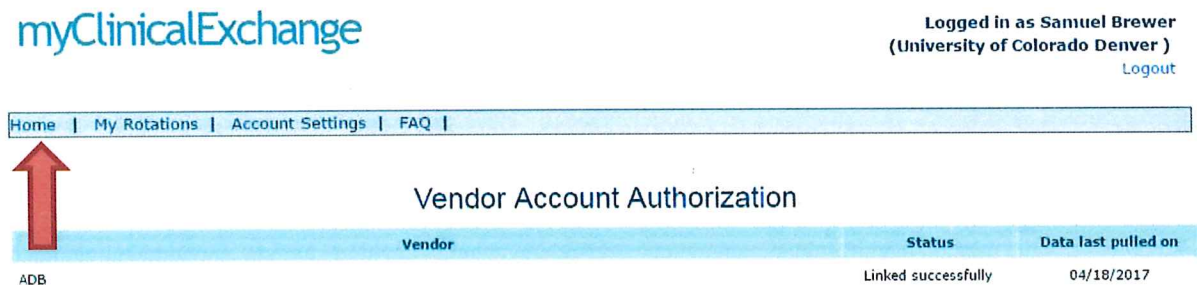 myClinicalExchange
Logged in as Samuel Brewer
(University of Colorado Denver )
Logout
Home | My Rotations | Account Settings | FAQ |
Vendor Account Authorization
Vendor Status Data last pulled on
ADB Linked successfully 04/18/2017